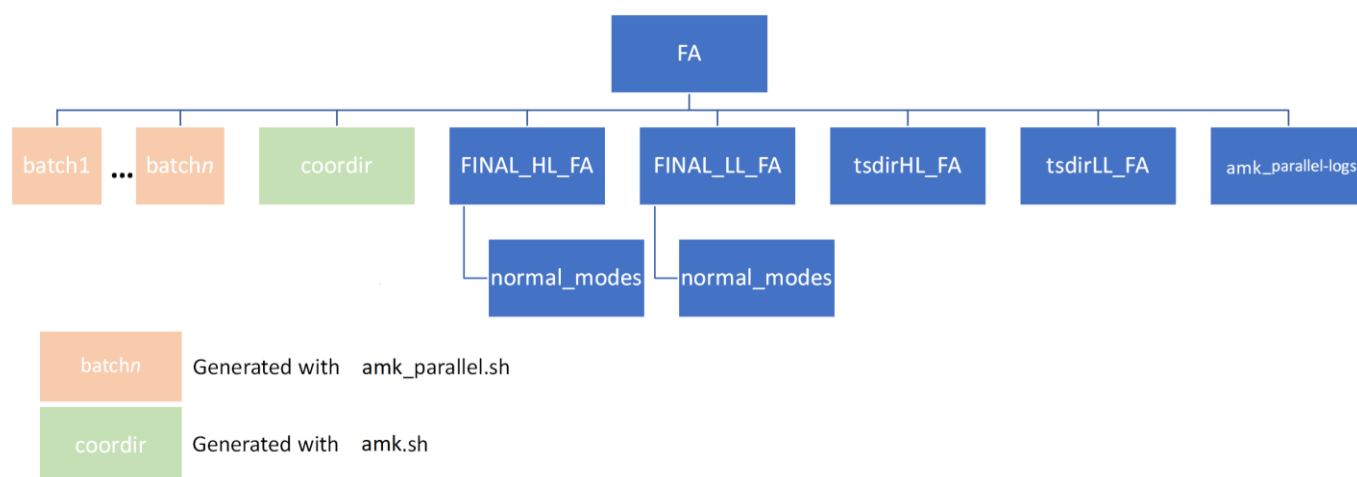 FA
batch1 ... batchn coordir FINAL_HL_FA FINAL_LL_FA tsdirHL_FA tsdirLL_FA amk_parallel-logs
normal_modes normal_modes
batchn Generated with amk_parallel.sh
coordir Generated with amk.sh